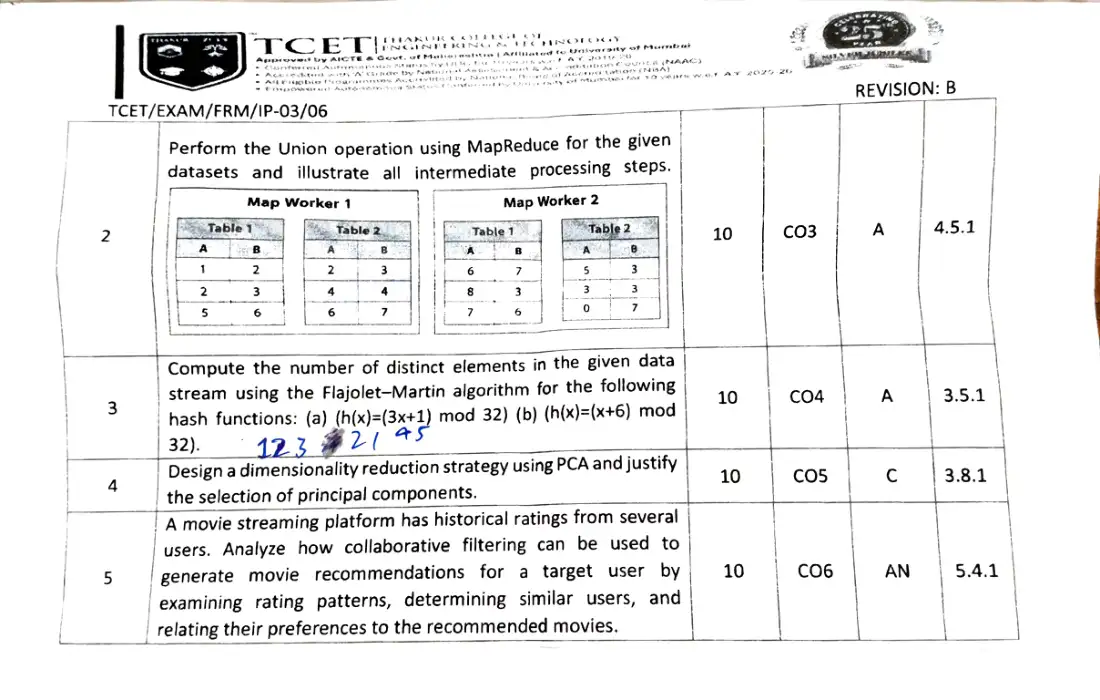 TCET THAKUR COLLEGE OF
ENGINEERING & TECHNOLOGY
Approved by AICTE & Govt. of Maharashtra | Affiliated to University of Mumbai
CELEBRATING
25
YEAR
SILVER JUBILEE
REVISION: B
TCET/EXAM/FRM/IP-03/06
Perform the Union operation using MapReduce for the given
datasets and illustrate all intermediate processing steps.
Map Worker 1 Map Worker 2
Table 1 Table 2 Table 1 Table 2
A B A B A B A B
1 2 2 3 6 7 5 3
2 3 4 4 8 3 3 3
5 6 6 7 7 6 0 7
2 10 CO3 A 4.5.1
Compute the number of distinct elements in the given data
stream using the Flajolet–Martin algorithm for the following
hash functions: (a) (h(x)=(3x+1) mod 32) (b) (h(x)=(x+6) mod
32). 123 21 45
3 10 CO4 A 3.5.1
Design a dimensionality reduction strategy using PCA and justify
the selection of principal components.
4 10 CO5 C 3.8.1
A movie streaming platform has historical ratings from several
users. Analyze how collaborative filtering can be used to
generate movie recommendations for a target user by
examining rating patterns, determining similar users, and
relating their preferences to the recommended movies.
5 10 CO6 AN 5.4.1